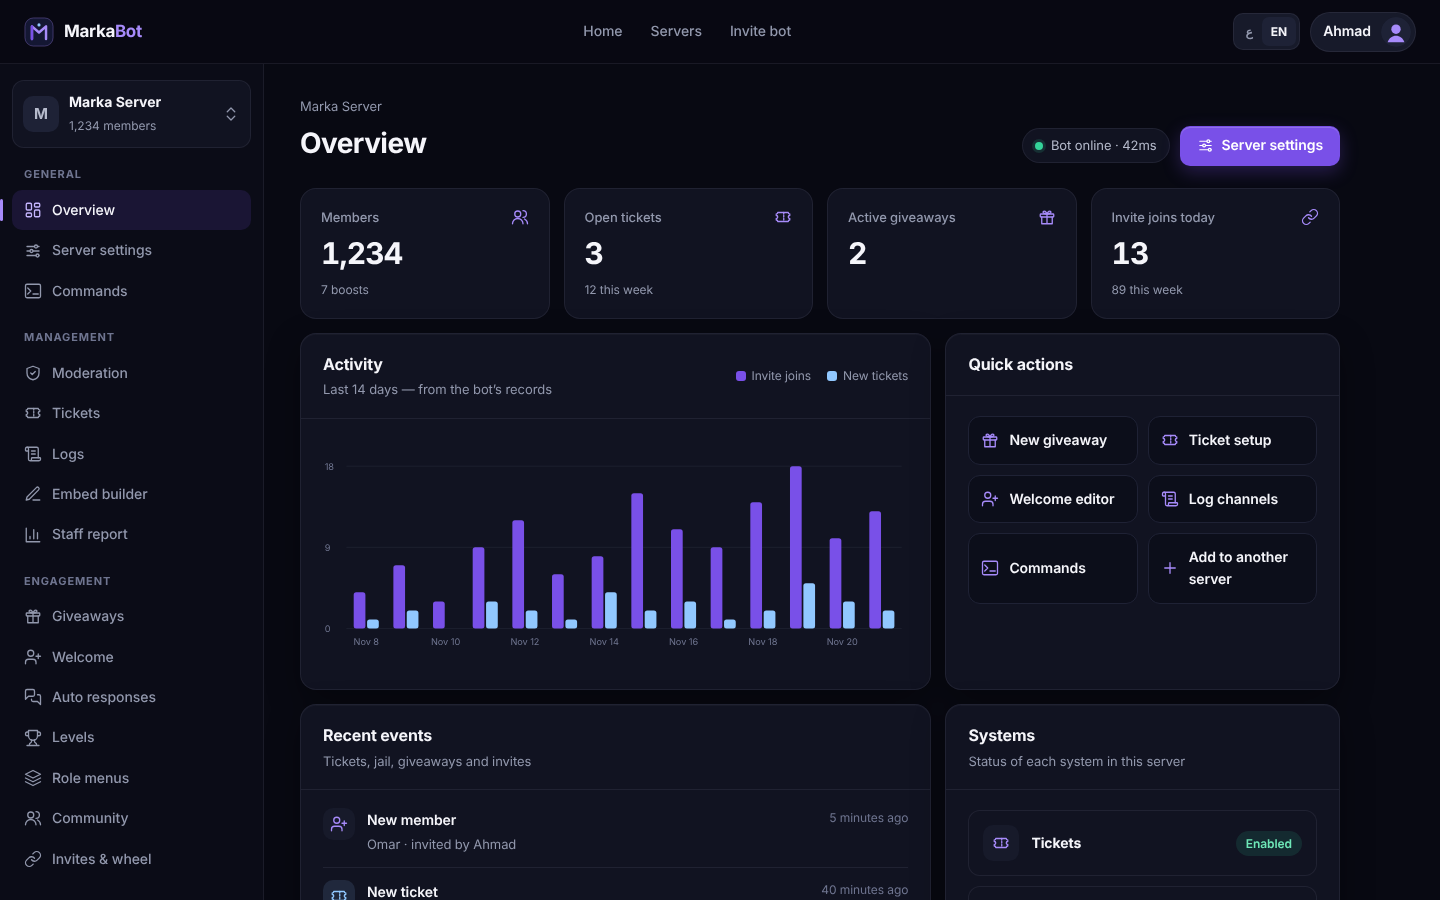 MarkaBot
Home
Servers
Invite bot
ع
EN
Ahmad
M
Marka Server
1,234 members
GENERAL
Overview
Server settings
Commands
MANAGEMENT
Moderation
Tickets
Logs
Embed builder
Staff report
ENGAGEMENT
Giveaways
Welcome
Auto responses
Levels
Role menus
Community
Invites & wheel
Marka Server
Overview
Bot online · 42ms
Server settings
Members
1,234
7 boosts
Open tickets
3
12 this week
Active giveaways
2
Invite joins today
13
89 this week
Activity
Last 14 days — from the bot's records
Invite joins
New tickets
18
9
0
Nov 8
Nov 10
Nov 12
Nov 14
Nov 16
Nov 18
Nov 20
Quick actions
New giveaway
Ticket setup
Welcome editor
Log channels
Commands
Add to another
server
Recent events
Tickets, jail, giveaways and invites
New member
5 minutes ago
Omar · invited by Ahmad
New ticket
40 minutes ago
Systems
Status of each system in this server
Tickets
Enabled